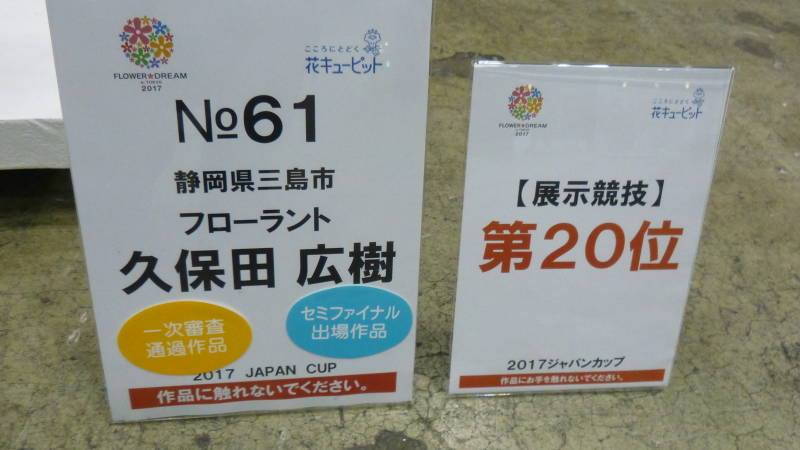 FLOWER★DREAM
in TOKYO
2017
こころにとどく
花キューピット
№61
静岡県三島市
フローラント
久保田 広樹
一次審査
通過作品
セミファイナル
出場作品
2017 JAPAN CUP
作品に触れないでください。
FLOWER★DREAM
in TOKYO
2017
こころにとどく
花キューピット
【展示競技】
第20位
2017ジャパンカップ
作品にお手を触れないでください。